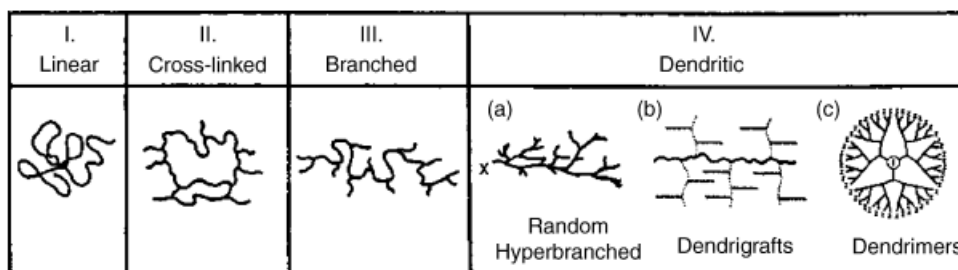 I.
Linear
II.
Cross-linked
III.
Branched
IV.
Dendritic
(a)
x
Random
Hyperbranched
(b)
Dendrigrafts
(c)
Dendrimers